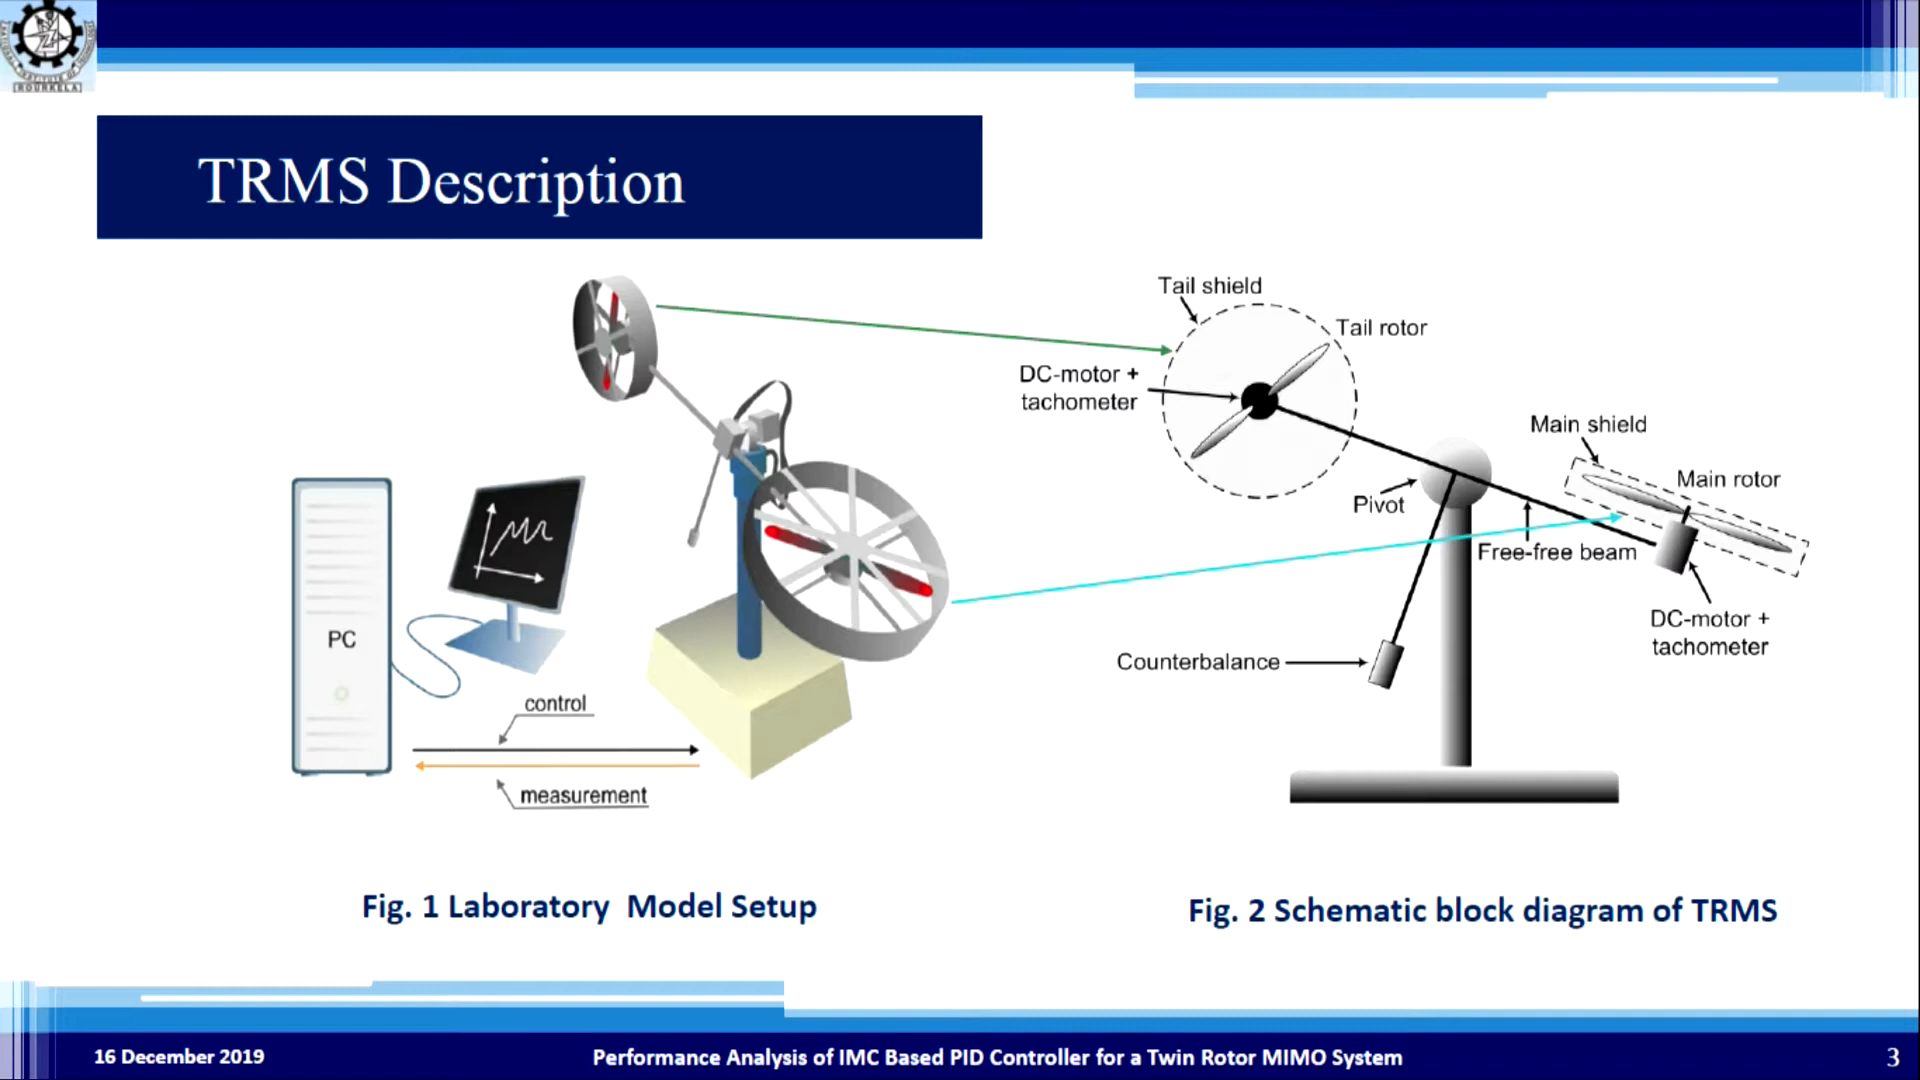 ROURKELA
TRMS Description
PC
control
measurement
Tail shield
Tail rotor
DC-motor +
tachometer
Main shield
Main rotor
Pivot
Free-free beam
DC-motor +
tachometer
Counterbalance
Fig. 1 Laboratory  Model Setup
Fig. 2 Schematic block diagram of TRMS
16 December 2019
Performance Analysis of IMC Based PID Controller for a Twin Rotor MIMO System
3